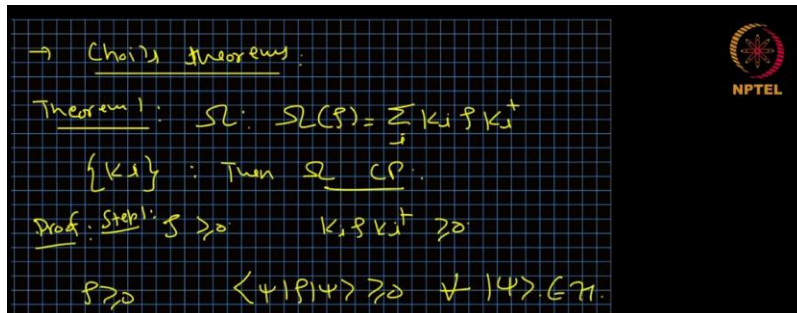 → Choi's theorems:
NPTEL
Theorem 1: Ω: Ω(ρ) = Σ_i K_i ρ K_i†
{K_i} : Then Ω CP.
Proof: Step 1: ρ ≥ 0. K_i ρ K_i† ≥ 0.
ρ ≥ 0 ⟨ψ|ρ|ψ⟩ ≥ 0 ∀ |ψ⟩. ∈ H.